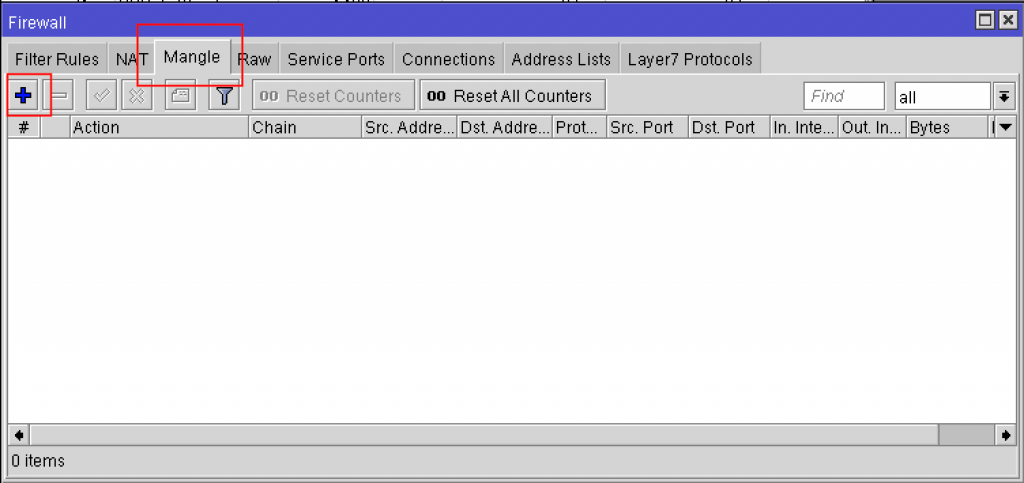 Firewall
Filter Rules NAT Mangle Raw Service Ports Connections Address Lists Layer7 Protocols
00 Reset Counters 00 Reset All Counters Find all
# Action Chain Src. Addre... Dst. Addre... Prot... Src. Port Dst. Port In. Inte... Out. In... Bytes
0 items